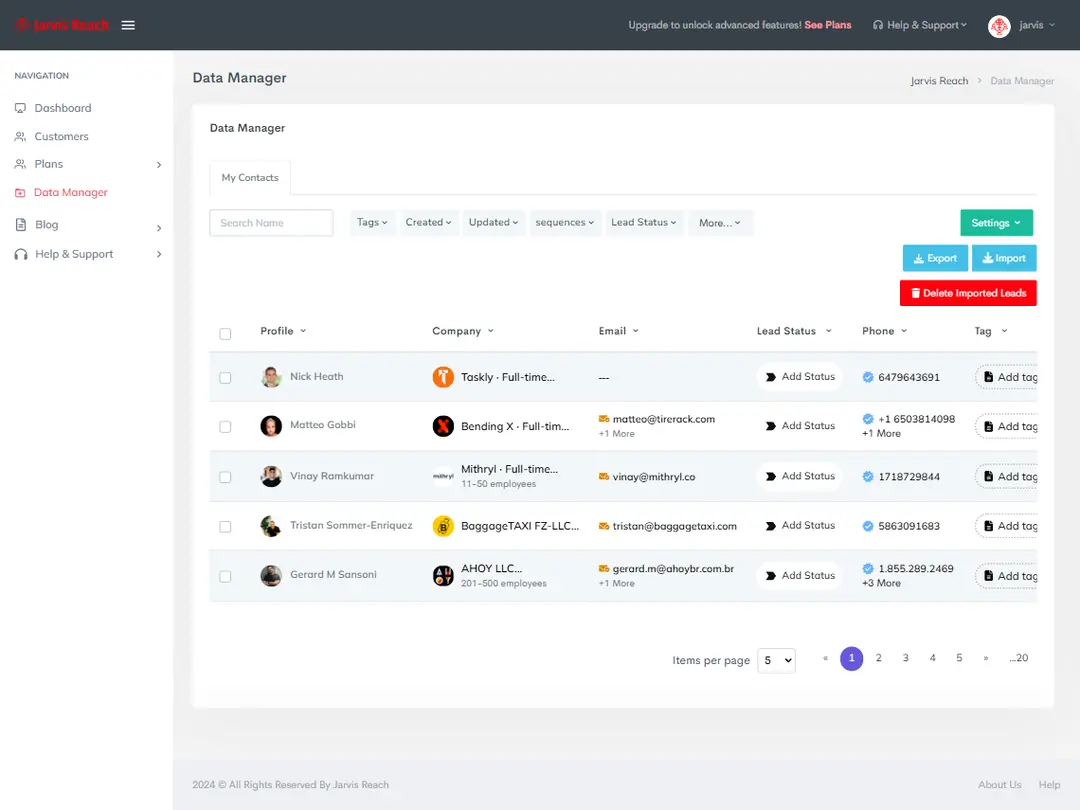 Jarvis Reach
Upgrade to unlock advanced features! See Plans
Help & Support
jarvis
NAVIGATION
Dashboard
Customers
Plans
Data Manager
Blog
Help & Support
Data Manager
Jarvis Reach > Data Manager
Data Manager
My Contacts
Search Name
Tags
Created
Updated
sequences
Lead Status
More...
Settings
Export
Import
Delete Imported Leads
Profile Company Email Lead Status Phone Tag
Nick Heath Taskly · Full-time... --- Add Status 6479643691 Add tag
Matteo Gobbi Bending X · Full-tim... matteo@tirerack.com Add Status +1 6503814098 Add tag
+1 More +1 More
Vinay Ramkumar mithryl Mithryl · Full-time... vinay@mithryl.co Add Status 1718729844 Add tag
11-50 employees
Tristan Sommer-Enriquez BaggageTAXI FZ-LLC... tristan@baggagetaxi.com Add Status 5863091683 Add tag
Gerard M Sansoni AHOY AHOY LLC... gerard.m@ahoybr.com.br Add Status 1.855.289.2469 Add tag
201-500 employees +1 More +3 More
Items per page 5 « 1 2 3 4 5 » ...20
2024 © All Rights Reserved By Jarvis Reach
About Us Help